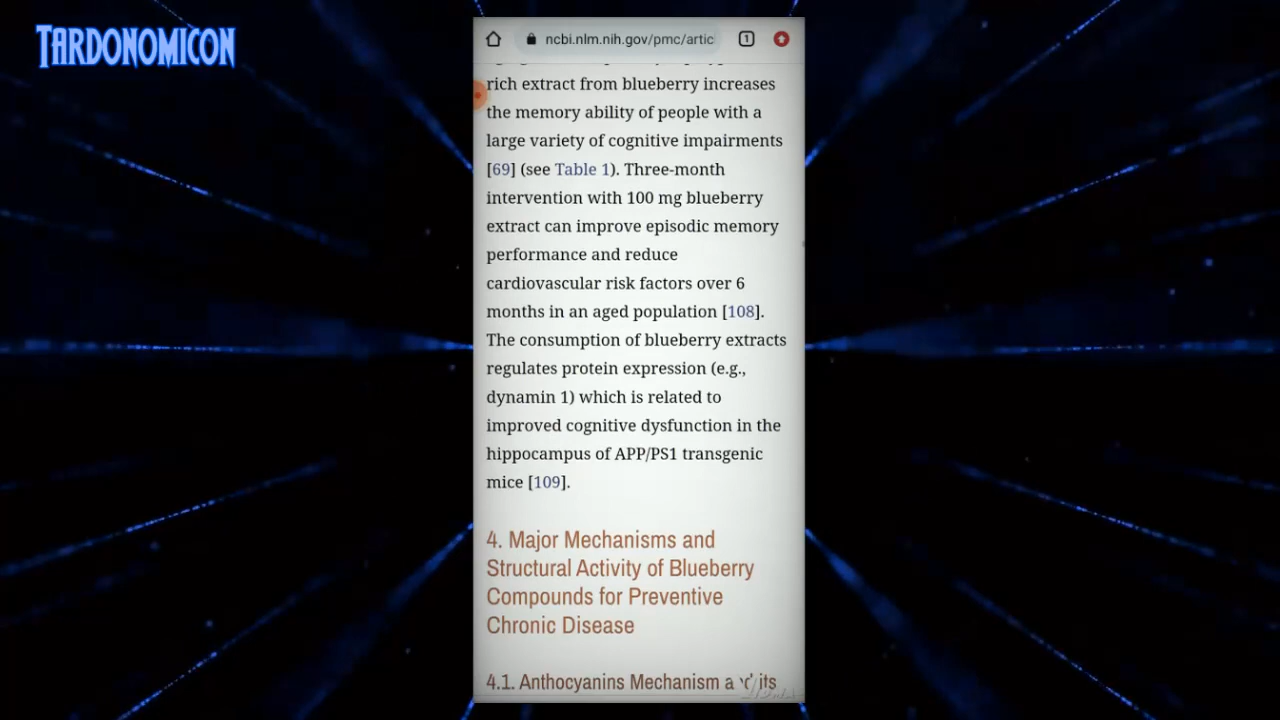 TARDONOMICON
ncbi.nlm.nih.gov/pmc/artic
1
rich extract from blueberry increases
the memory ability of people with a
large variety of cognitive impairments
[69] (see Table 1). Three-month
intervention with 100 mg blueberry
extract can improve episodic memory
performance and reduce
cardiovascular risk factors over 6
months in an aged population [108].
The consumption of blueberry extracts
regulates protein expression (e.g.,
dynamin 1) which is related to
improved cognitive dysfunction in the
hippocampus of APP/PS1 transgenic
mice [109].
4. Major Mechanisms and
Structural Activity of Blueberry
Compounds for Preventive
Chronic Disease
4.1. Anthocyanins Mechanism its